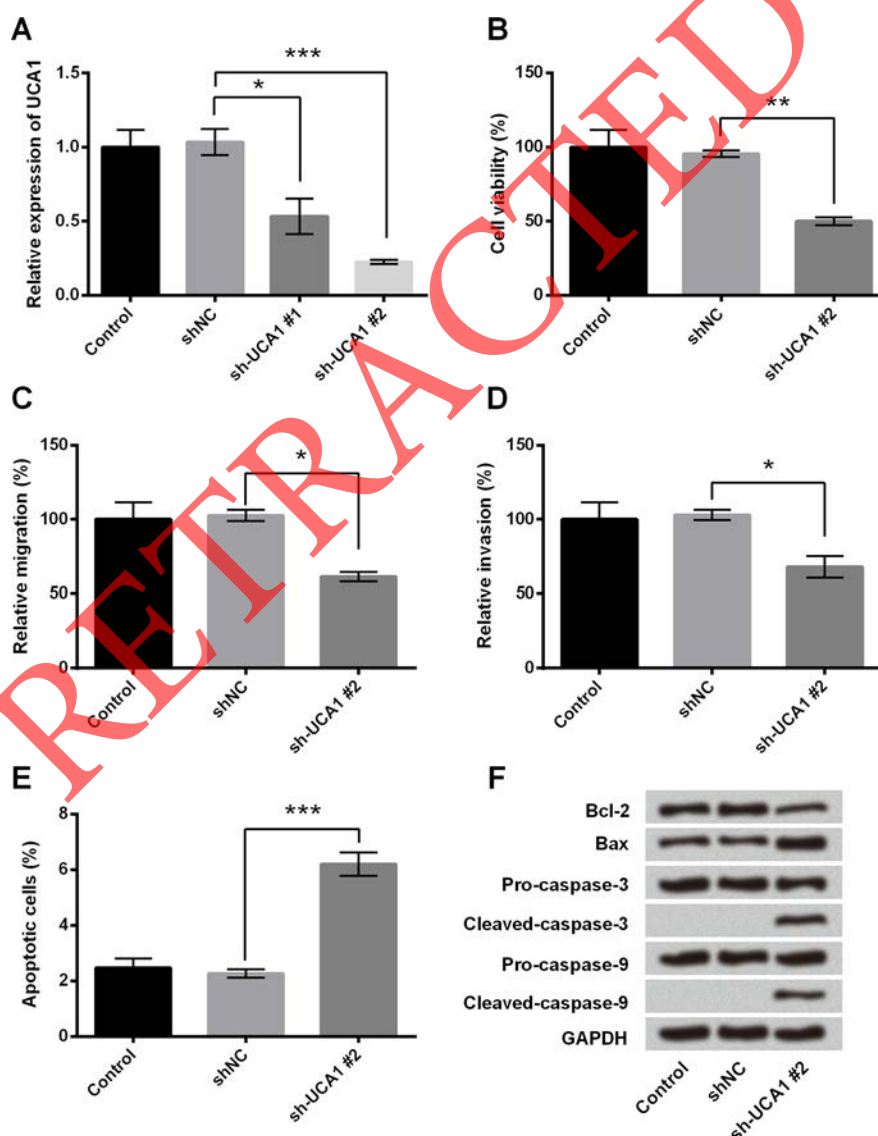 A
Relative expression of UCA1
1.5
1.0
0.5
0.0
***
*
Control
shNC
sh-UCA1 #1
sh-UCA1 #2
B
Cell viability (%)
150
100
50
0
**
Control
shNC
sh-UCA1 #2
C
Relative migration (%)
150
100
50
0
*
Control
shNC
sh-UCA1 #2
D
Relative invasion (%)
150
100
50
0
*
Control
shNC
sh-UCA1 #2
E
Apoptotic cells (%)
8
6
4
2
0
***
Control
shNC
sh-UCA1 #2
F
Bcl-2
Bax
Pro-caspase-3
Cleaved-caspase-3
Pro-caspase-9
Cleaved-caspase-9
GAPDH
Control
shNC
sh-UCA1 #2
RETRACTED